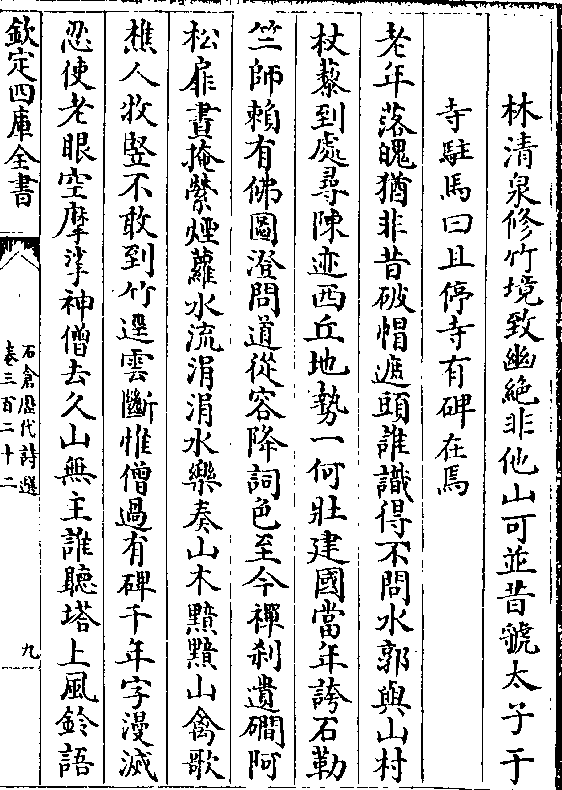 林清泉修竹境致幽絶非他山可並昔虢太子于
寺駐馬曰且停寺有碑在焉
老年落魄猶非昔破帽遮頭誰識得不問水郭與山村
杖藜到處尋陳迹西丘地勢一何壯建國當年誇石勒
竺師賴有佛圖澄問道從容降詞色至今禪刹遺磵阿
松扉晝掩縈煙蘿水流涓涓水樂奏山木黯黯山禽歌
樵人牧竪不敢到竹邊雲斷惟僧過有碑千年字漫滅
忍使老眼空摩挲神僧去久山無主誰聽塔上風鈴語
欽定四庫全書
石倉歷代詩選
卷三百二十二
九